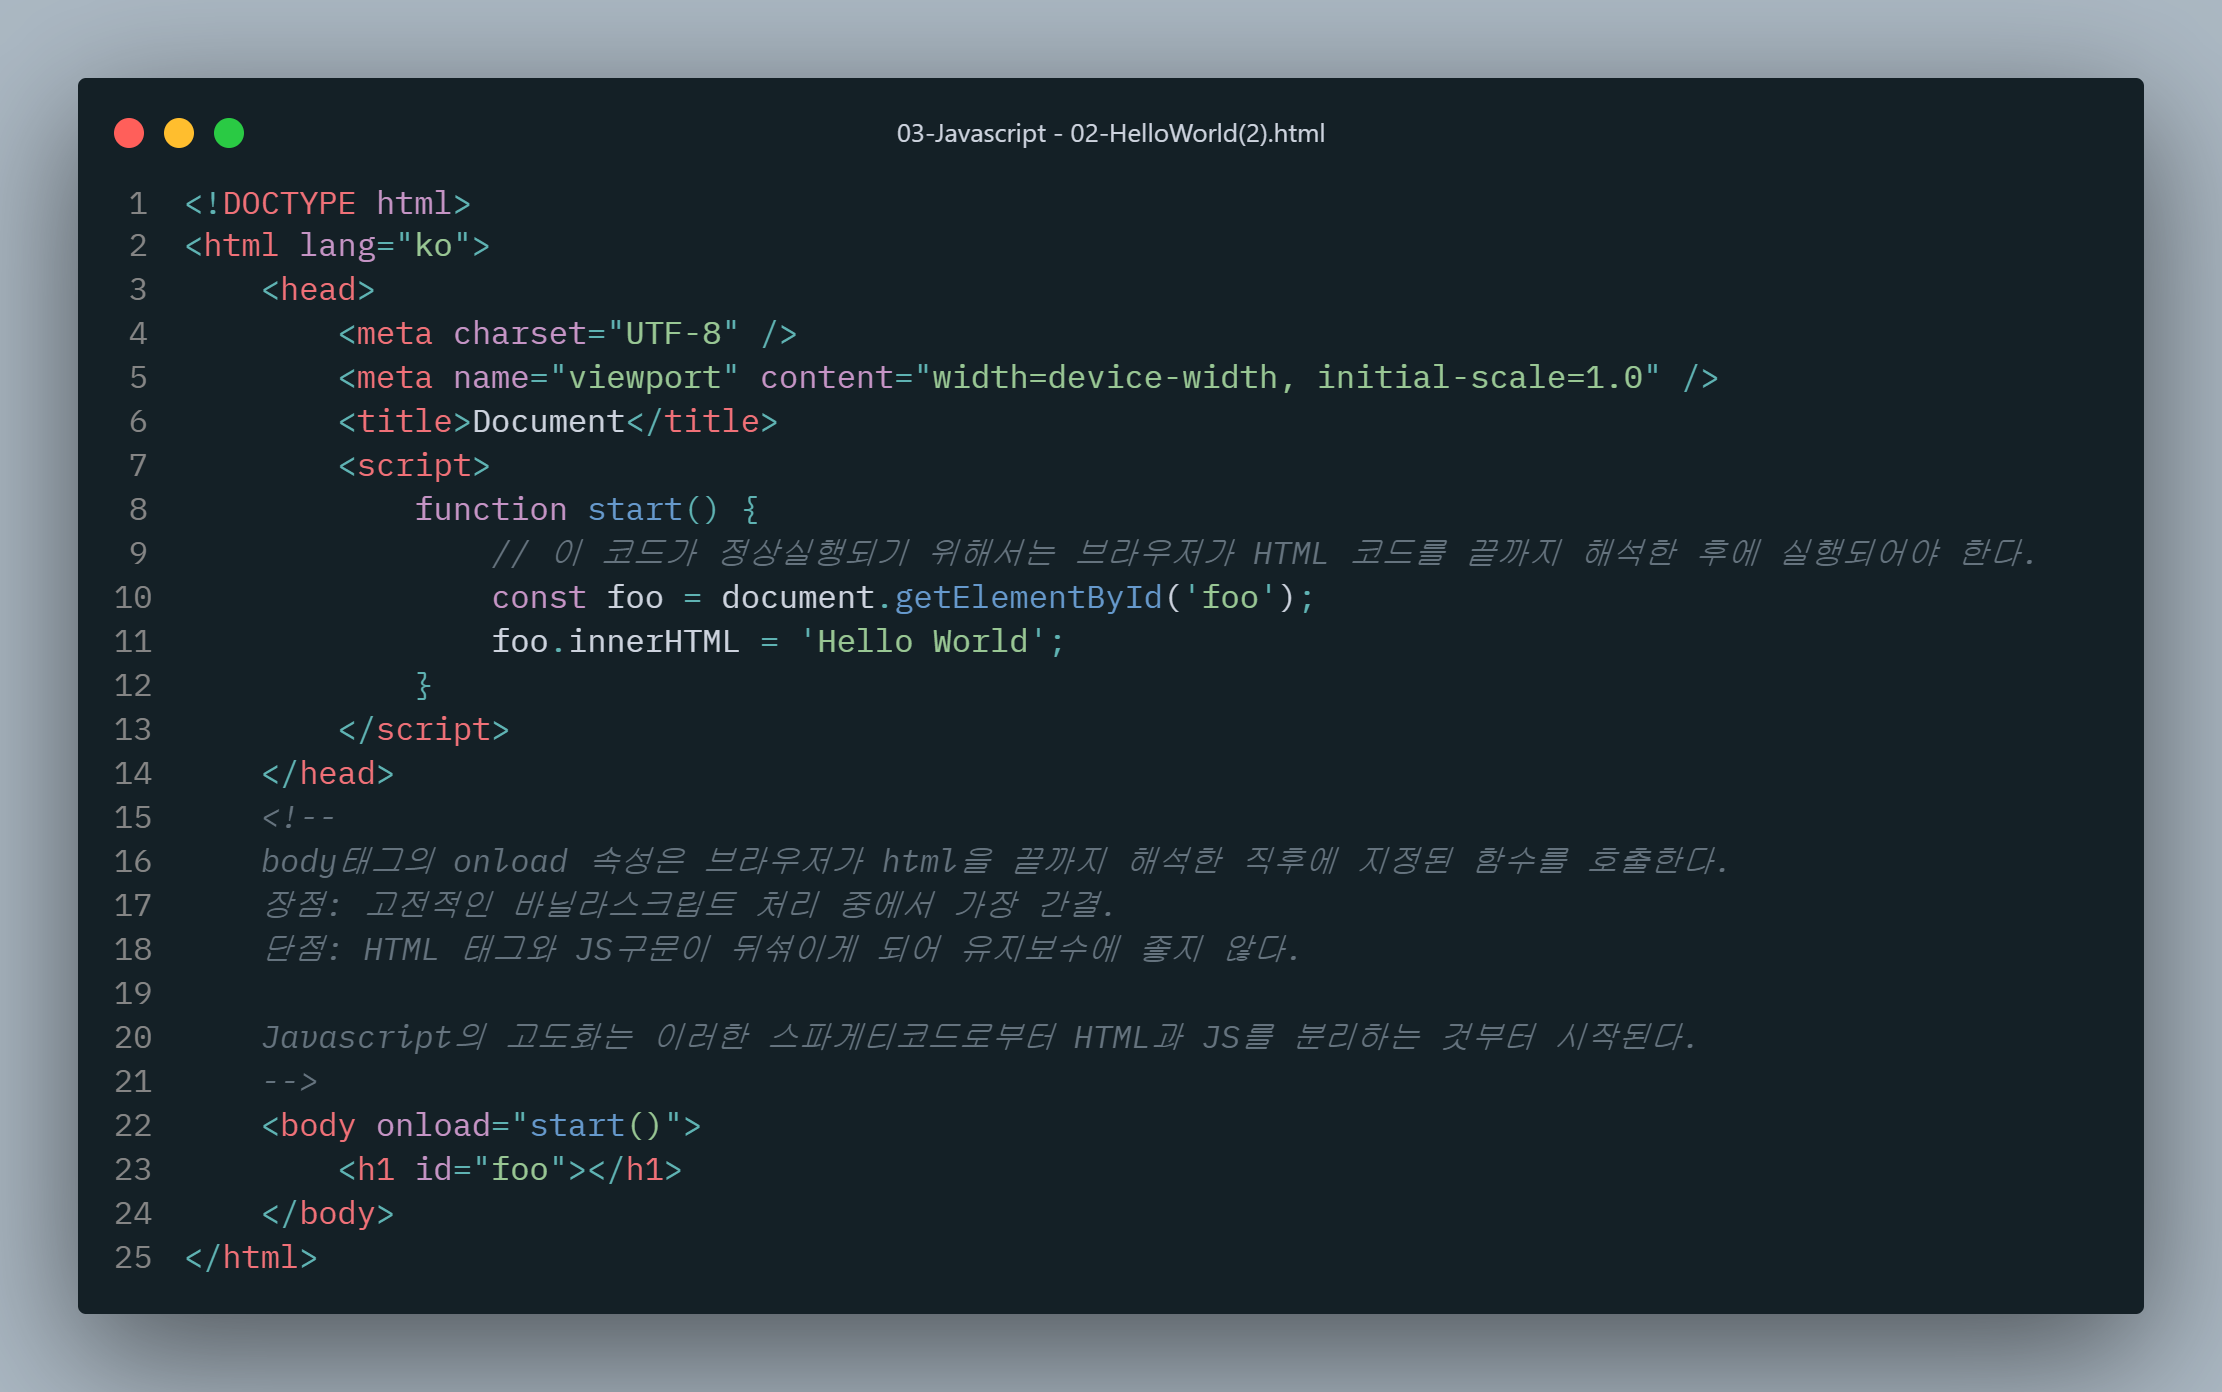 03-Javascript - 02-HelloWorld(2).html
1 <!DOCTYPE html>
2 <html lang="ko">
3     <head>
4         <meta charset="UTF-8" />
5         <meta name="viewport" content="width=device-width, initial-scale=1.0" />
6         <title>Document</title>
7         <script>
8             function start() {
9                 // 이 코드가 정상실행되기 위해서는 브라우저가 HTML 코드를 끝까지 해석한 후에 실행되어야 한다.
10                 const foo = document.getElementById('foo');
11                 foo.innerHTML = 'Hello World';
12             }
13         </script>
14     </head>
15     <!--
16     body태그의 onload 속성은 브라우저가 html을 끝까지 해석한 직후에 지정된 함수를 호출한다.
17     장점: 고전적인 바닐라스크립트 처리 중에서 가장 간결.
18     단점: HTML 태그와 JS구문이 뒤섞이게 되어 유지보수에 좋지 않다.
19
20     Javascript의 고도화는 이러한 스파게티코드로부터 HTML과 JS를 분리하는 것부터 시작된다.
21     -->
22     <body onload="start()">
23         <h1 id="foo"></h1>
24     </body>
25 </html>